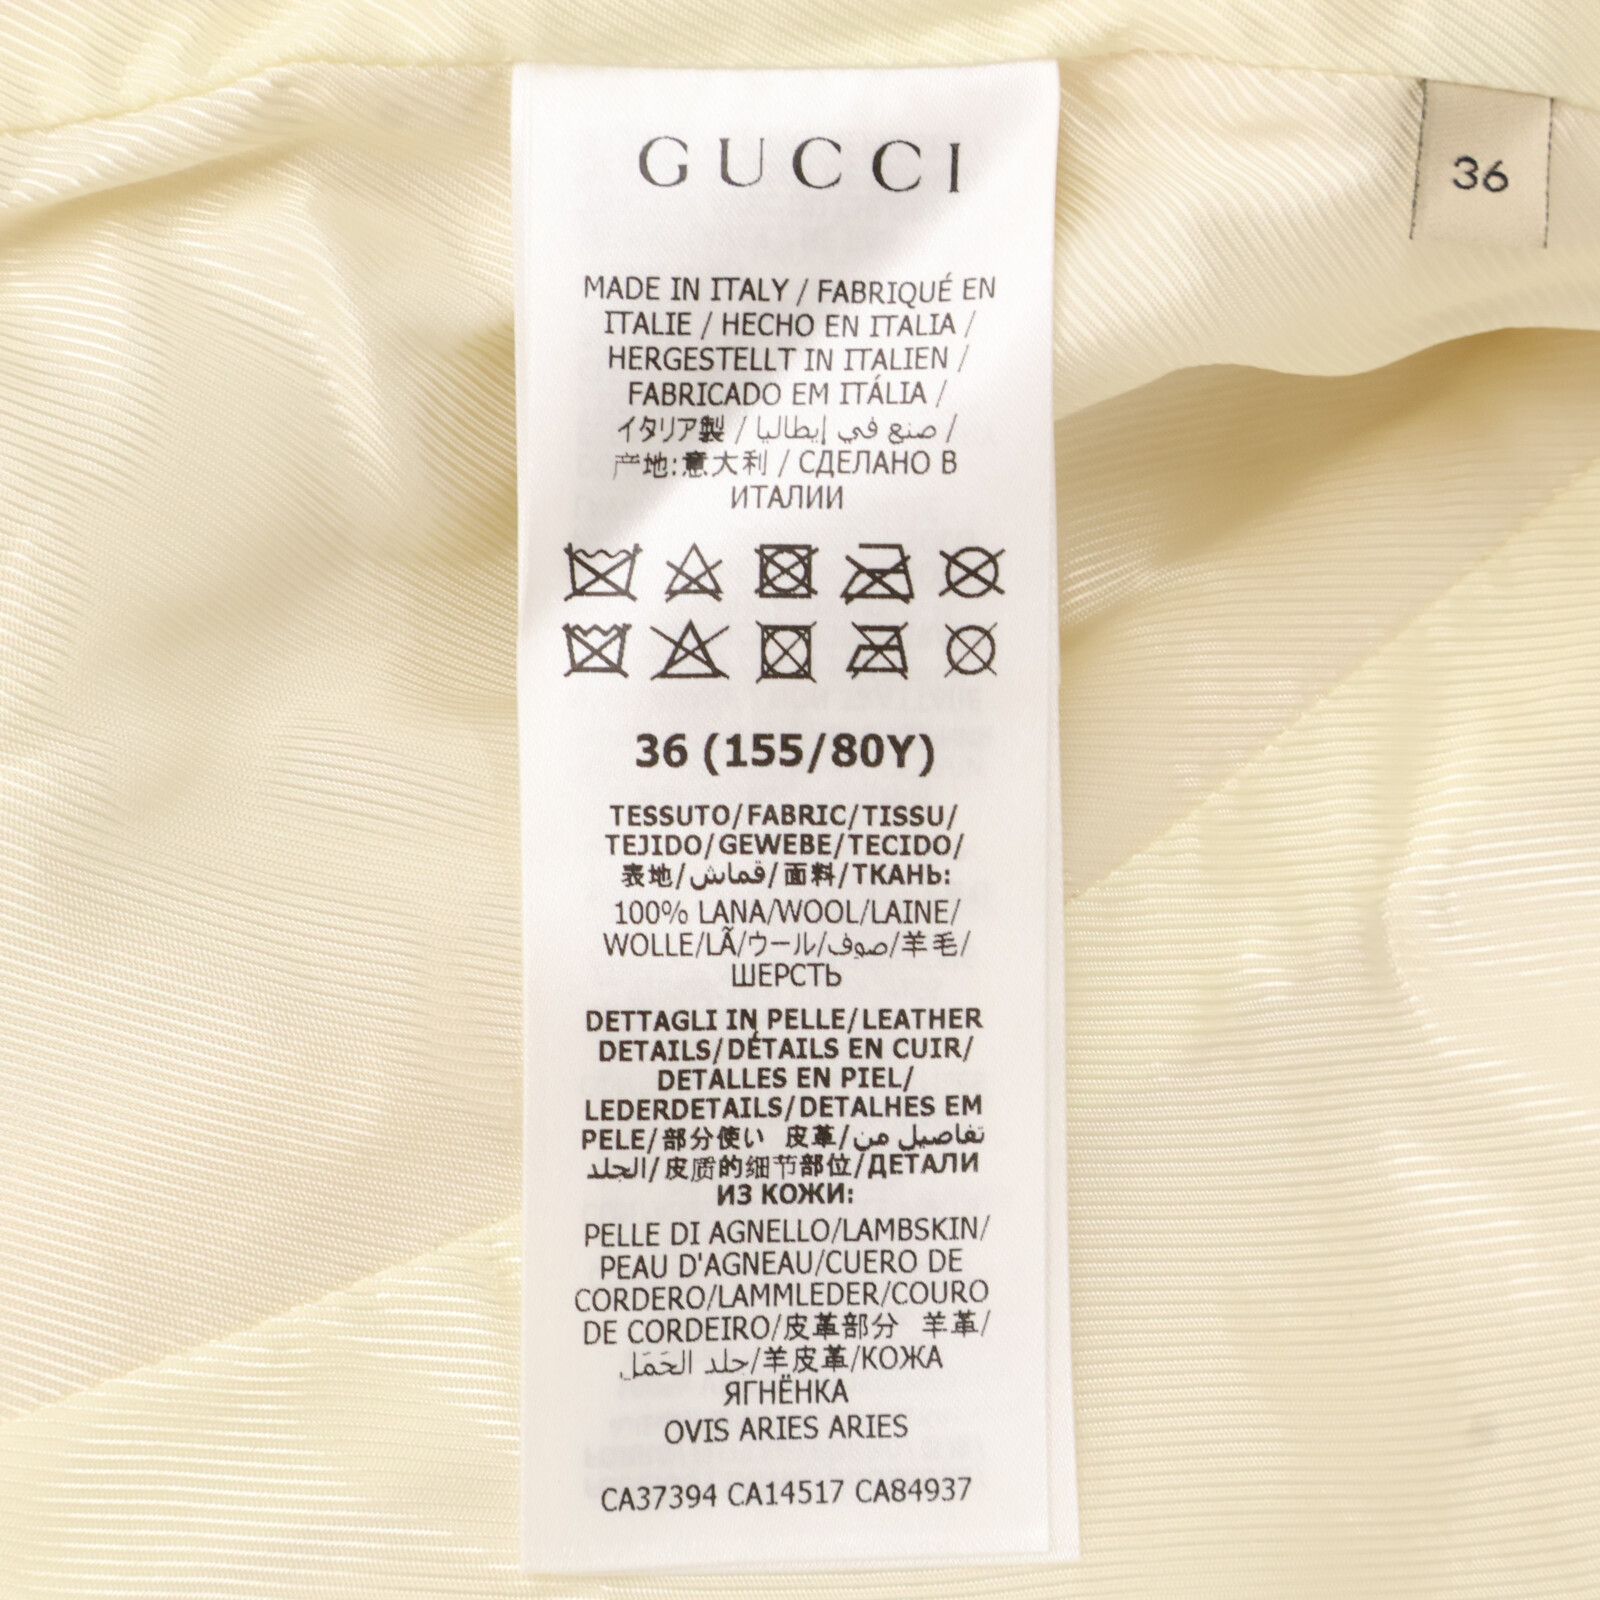 GUCCI
36
MADE IN ITALY / FABRIQUÉ EN
ITALIE / HECHO EN ITALIA /
HERGESTELLT IN ITALIEN /
FABRICADO EM ITÁLIA /
イタリア製 / صنع في إيطاليا /
产地:意大利 / СДЕЛАНО В
ИТАЛИИ
36 (155/80Y)
TESSUTO/FABRIC/TISSU/
TEJIDO/GEWEBE/TECIDO/
表地/قماش/面料/ТКАНЬ:
100% LANA/WOOL/LAINE/
WOLLE/LÃ/ウール/صوف/羊毛/
ШЕРСТЬ
DETTAGLI IN PELLE/LEATHER
DETAILS/DÉTAILS EN CUIR/
DETALLES EN PIEL/
LEDERDETAILS/DETALHES EM
PELE/部分使い 皮革/تفاصيل من
الجلد/皮质的细节部位/ДЕТАЛИ
ИЗ КОЖИ:
PELLE DI AGNELLO/LAMBSKIN/
PEAU D'AGNEAU/CUERO DE
CORDERO/LAMMLEDER/COURO
DE CORDEIRO/皮革部分 羊革/
جلد الحَمَل/羊皮革/КОЖА
ЯГНЁНКА
OVIS ARIES ARIES
CA37394 CA14517 CA84937